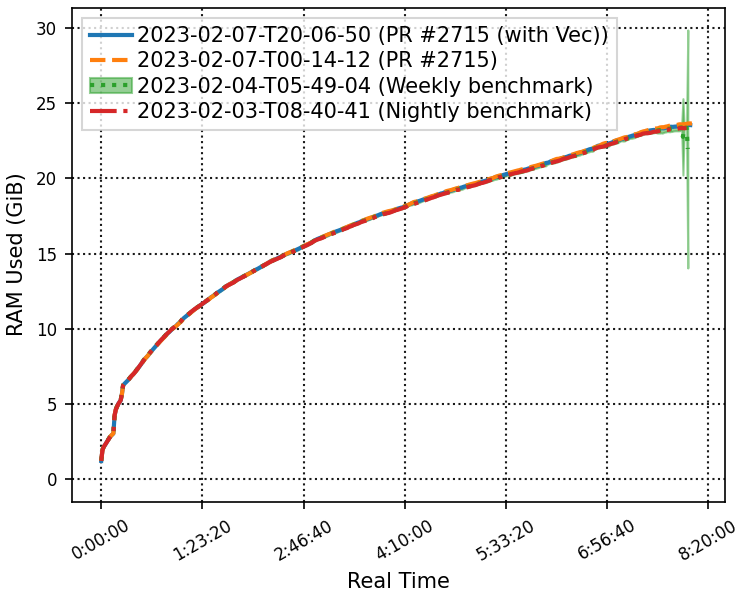 30
25
20
15
10
5
0
RAM Used (GiB)
2023-02-07-T20-06-50 (PR #2715 (with Vec))
2023-02-07-T00-14-12 (PR #2715)
2023-02-04-T05-49-04 (Weekly benchmark)
2023-02-03-T08-40-41 (Nightly benchmark)
0:00:00
1:23:20
2:46:40
4:10:00
5:33:20
6:56:40
8:20:00
Real Time